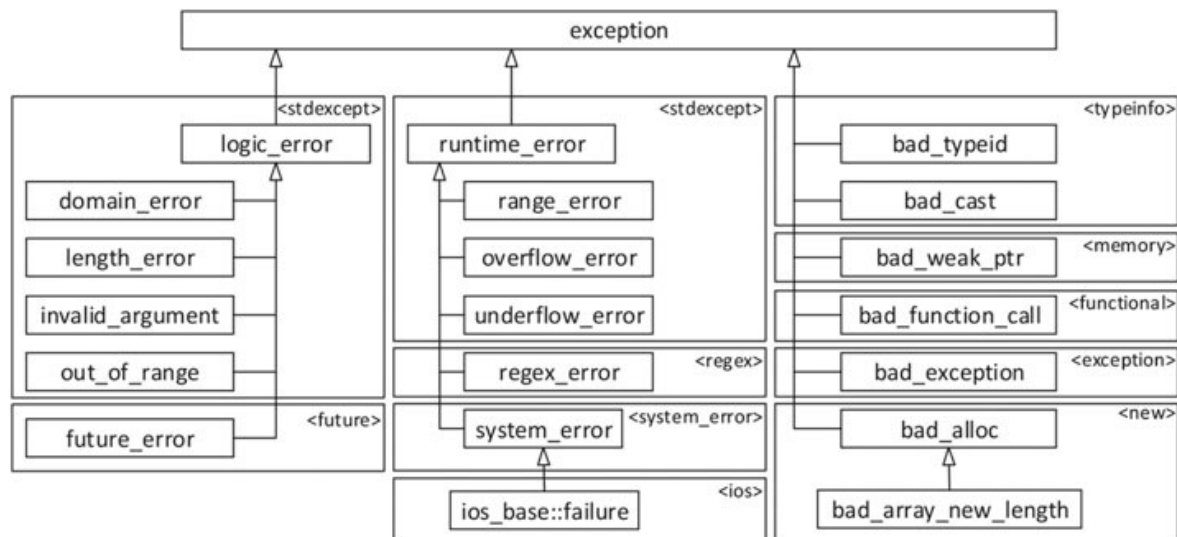 exception
<stdexcept>
logic_error
domain_error
length_error
invalid_argument
out_of_range
<future>
future_error
<stdexcept>
runtime_error
range_error
overflow_error
underflow_error
<regex>
regex_error
<system_error>
system_error
<ios>
ios_base::failure
<typeinfo>
bad_typeid
bad_cast
<memory>
bad_weak_ptr
<functional>
bad_function_call
<exception>
bad_exception
<new>
bad_alloc
bad_array_new_length